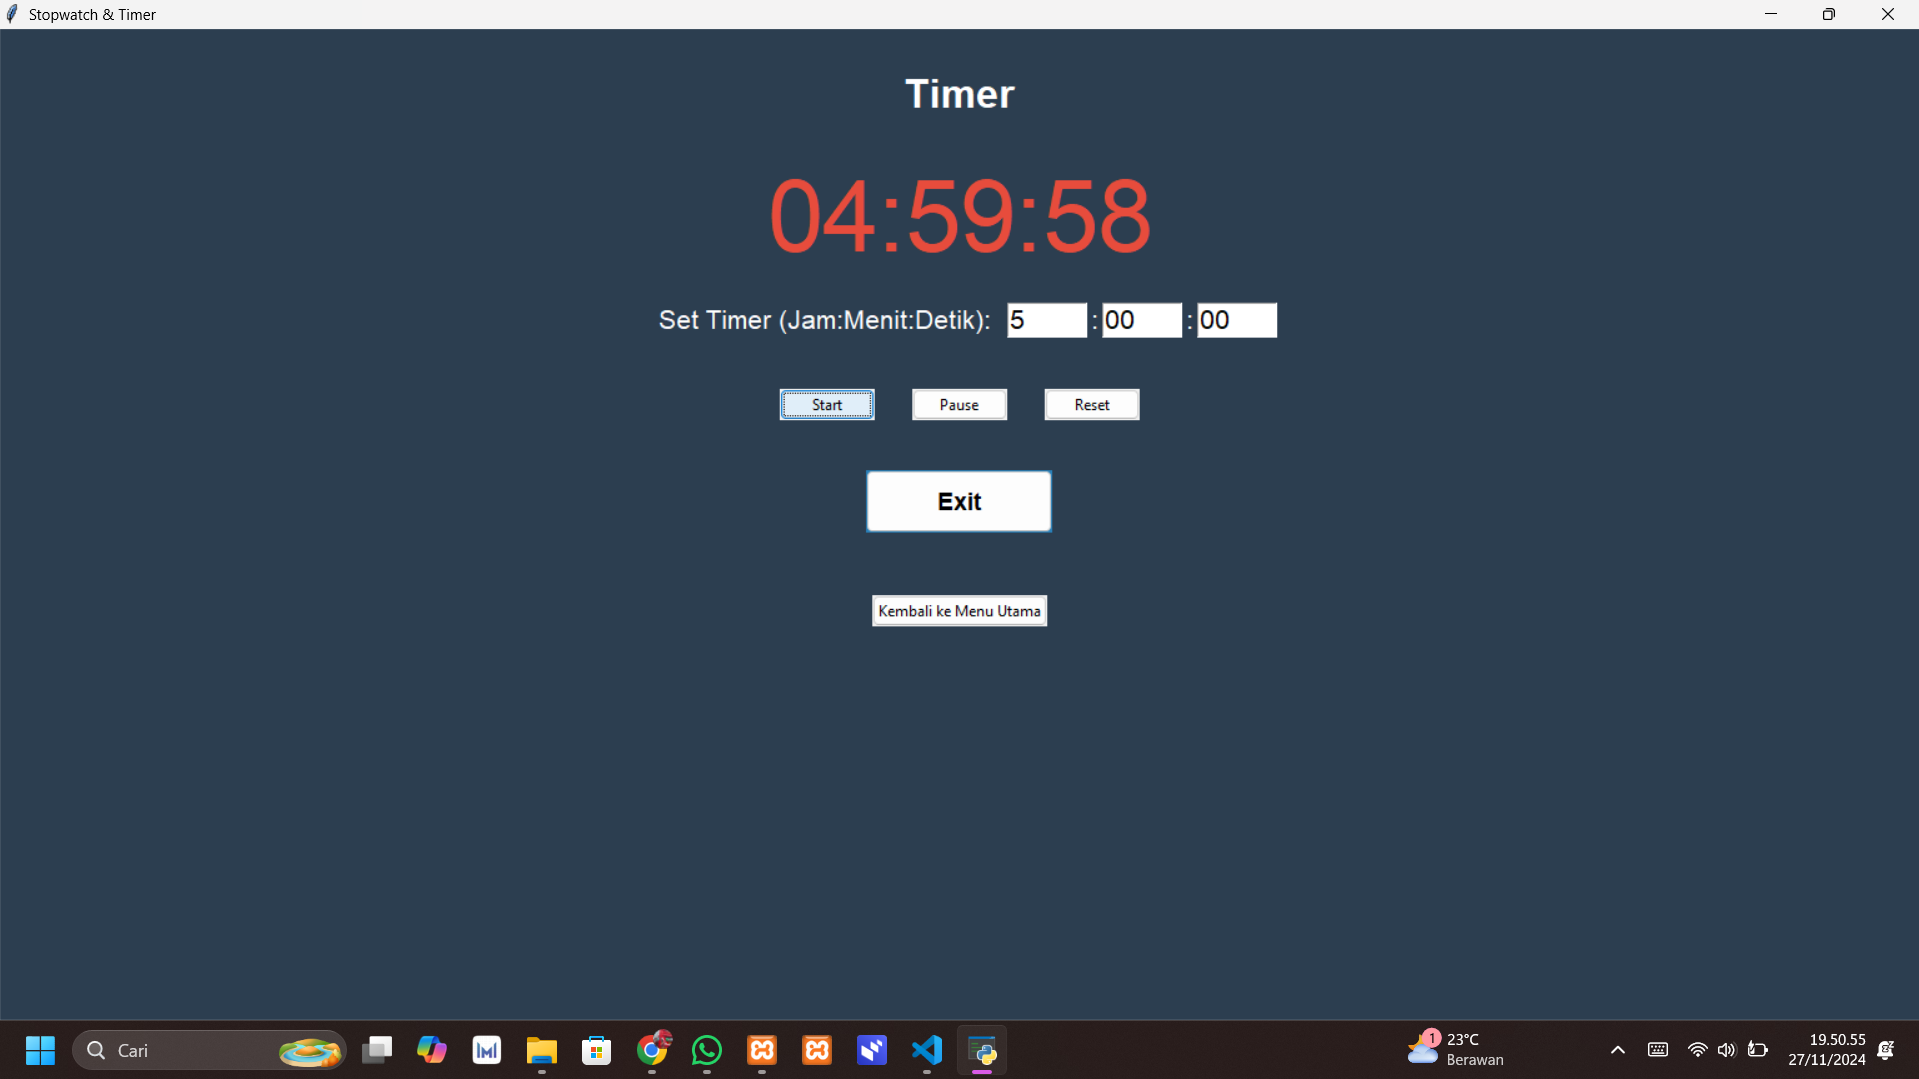 Stopwatch & Timer
Timer
04:59:58
Set Timer (Jam:Menit:Detik): 5 : 00 : 00
Start Pause Reset
Exit
Kembali ke Menu Utama
Cari
1 23°C
Berawan
19.50.55
27/11/2024